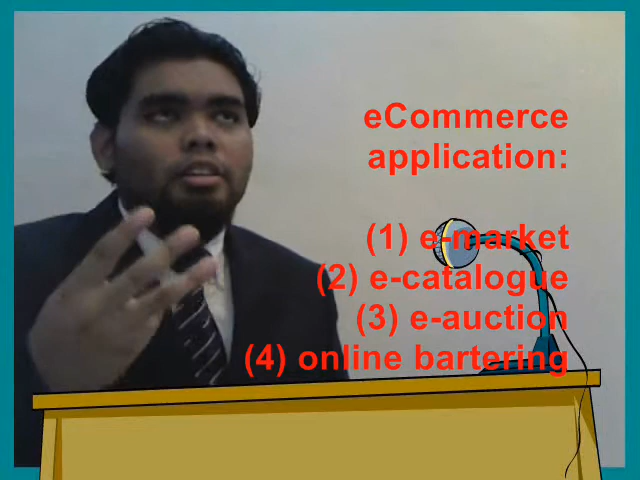 eCommerce
application:
(1) e-market
(2) e-catalogue
(3) e-auction
(4) online bartering